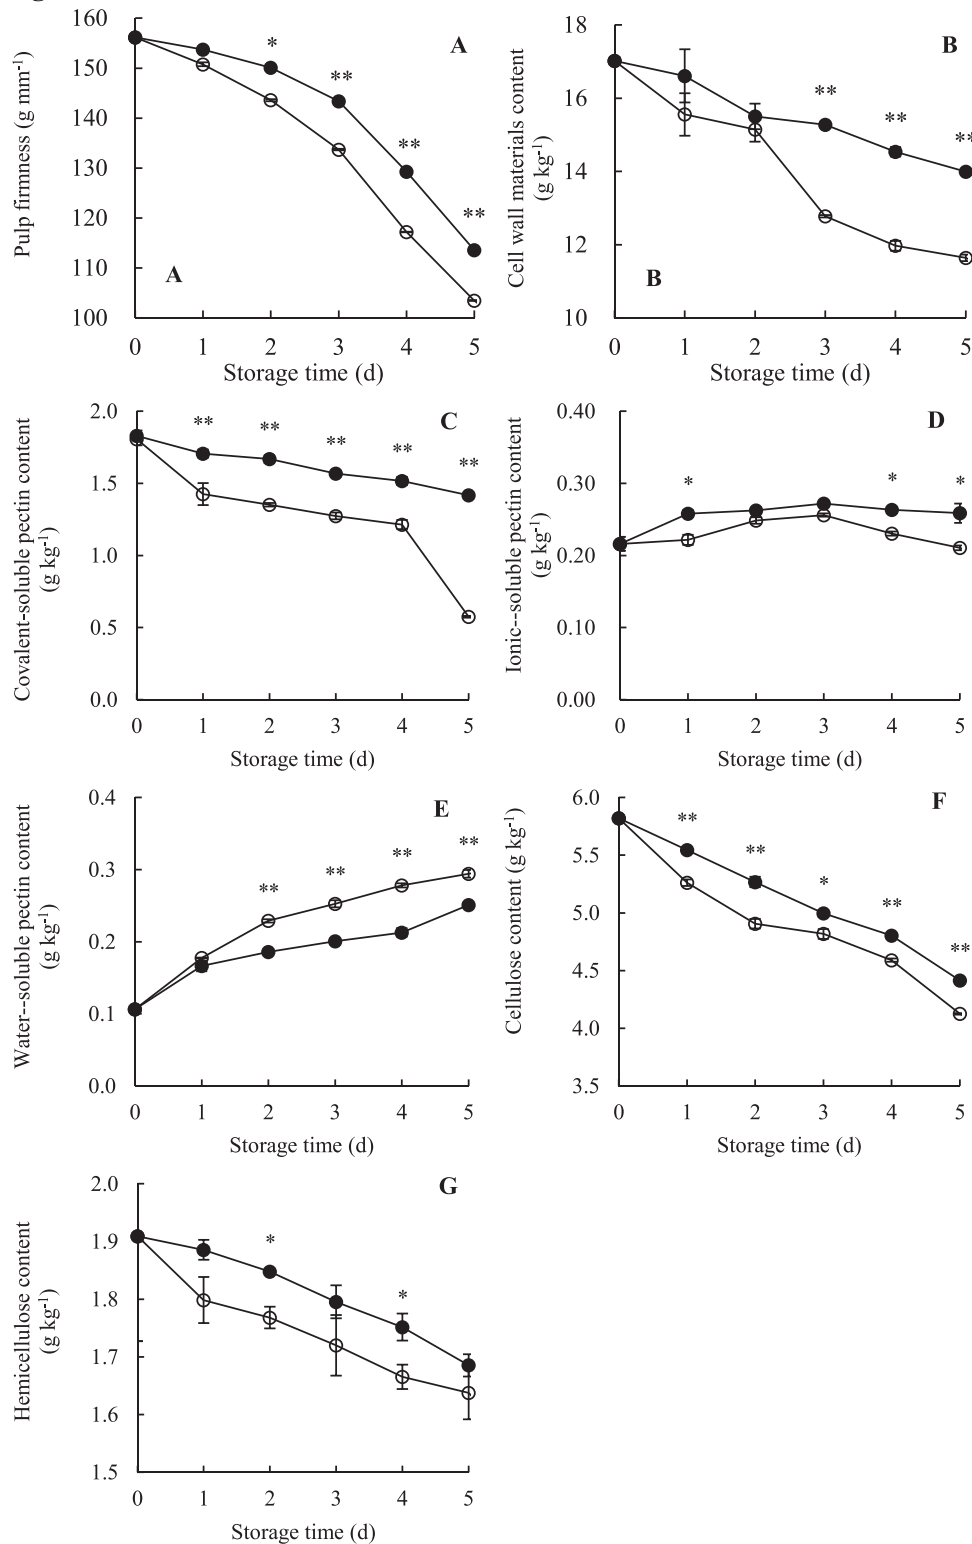 160
150
140
130
120
110
100
Pulp firmness (g mm-1)
A
A
*
**
**
**
0 1 2 3 4 5
Storage time (d)
18
16
14
12
10
Cell wall materials content
(g kg-1)
B
B
**
**
**
0 1 2 3 4 5
Storage time (d)
2.0
1.5
1.0
0.5
0.0
Covalent-soluble pectin content
(g kg-1)
C
**
**
**
**
**
0 1 2 3 4 5
Storage time (d)
0.40
0.30
0.20
0.10
0.00
Ionic--soluble pectin content
(g kg-1)
D
*
*
*
0 1 2 3 4 5
Storage time (d)
0.4
0.3
0.2
0.1
0.0
Water--soluble pectin content
(g kg-1)
E
**
**
**
**
0 1 2 3 4 5
Storage time (d)
6.0
5.5
5.0
4.5
4.0
3.5
Cellulose content (g kg-1)
F
**
**
*
**
**
0 1 2 3 4 5
Storage time (d)
2.0
1.9
1.8
1.7
1.6
1.5
Hemicellulose content
(g kg-1)
G
*
*
0 1 2 3 4 5
Storage time (d)